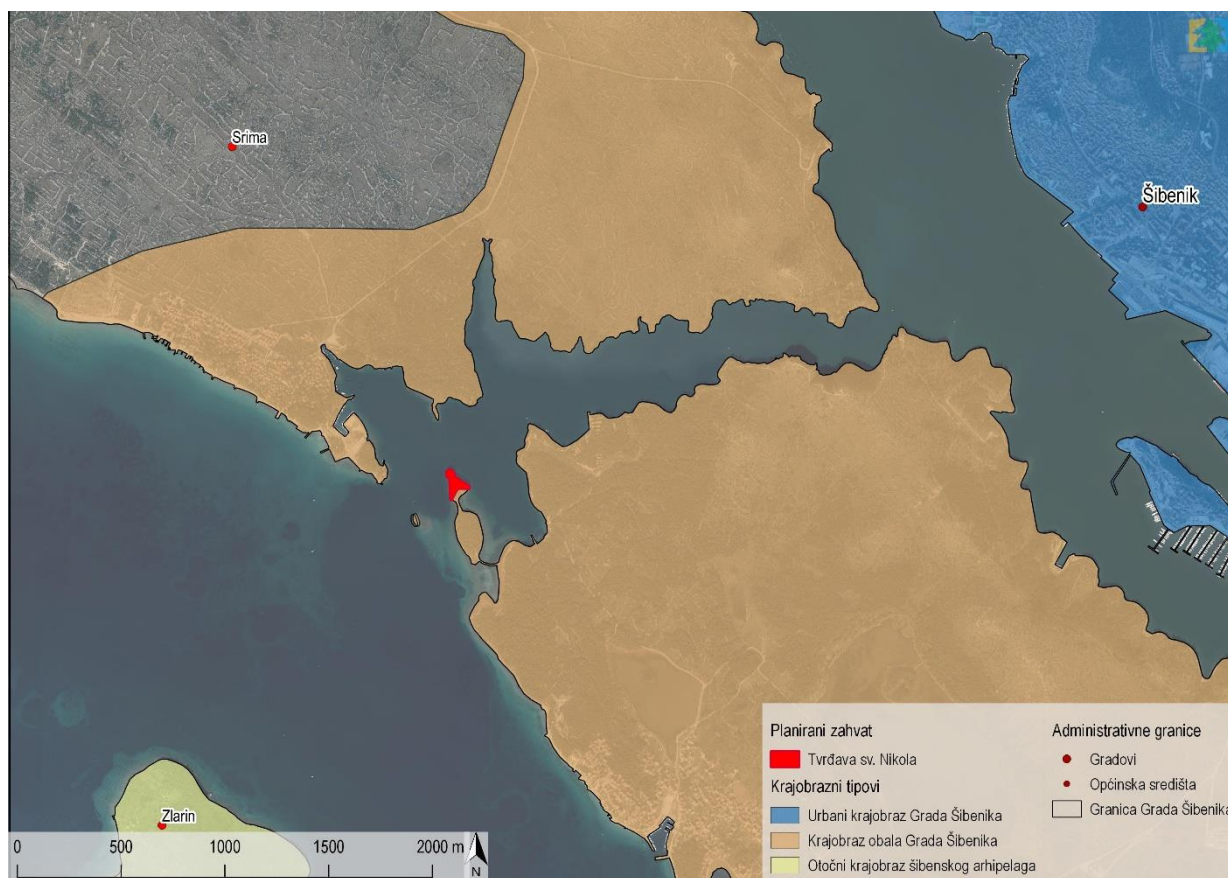 Srima
Šibenik
Zlarin
0 500 1000 1500 2000 m
N
Planirani zahvat
Tvrđava sv. Nikola
Krajobrazni tipovi
Urbani krajobraz Grada Šibenika
Krajobraz obala Grada Šibenika
Otočni krajobraz šibenskog arhipelaga
Administrativne granice
Gradovi
Općinska središta
Granica Grada Šibenika